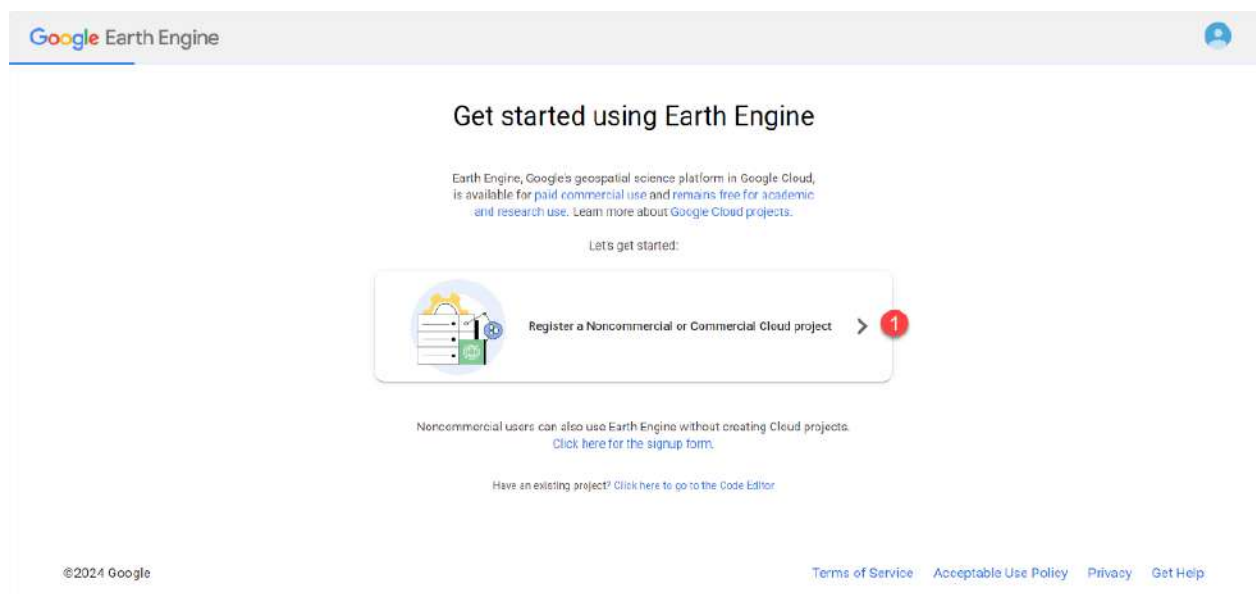 Google Earth Engine
Get started using Earth Engine
Earth Engine, Google's geospatial science platform in Google Cloud,
is available for paid commercial use and remains free for academic
and research use. Learn more about Google Cloud projects.
Let's get started:
Register a Noncommercial or Commercial Cloud project
1
Noncommercial users can also use Earth Engine without creating Cloud projects.
Click here for the signup form.
Have an existing project? Click here to go to the Code Editor
©2024 Google
Terms of Service Acceptable Use Policy Privacy Get Help